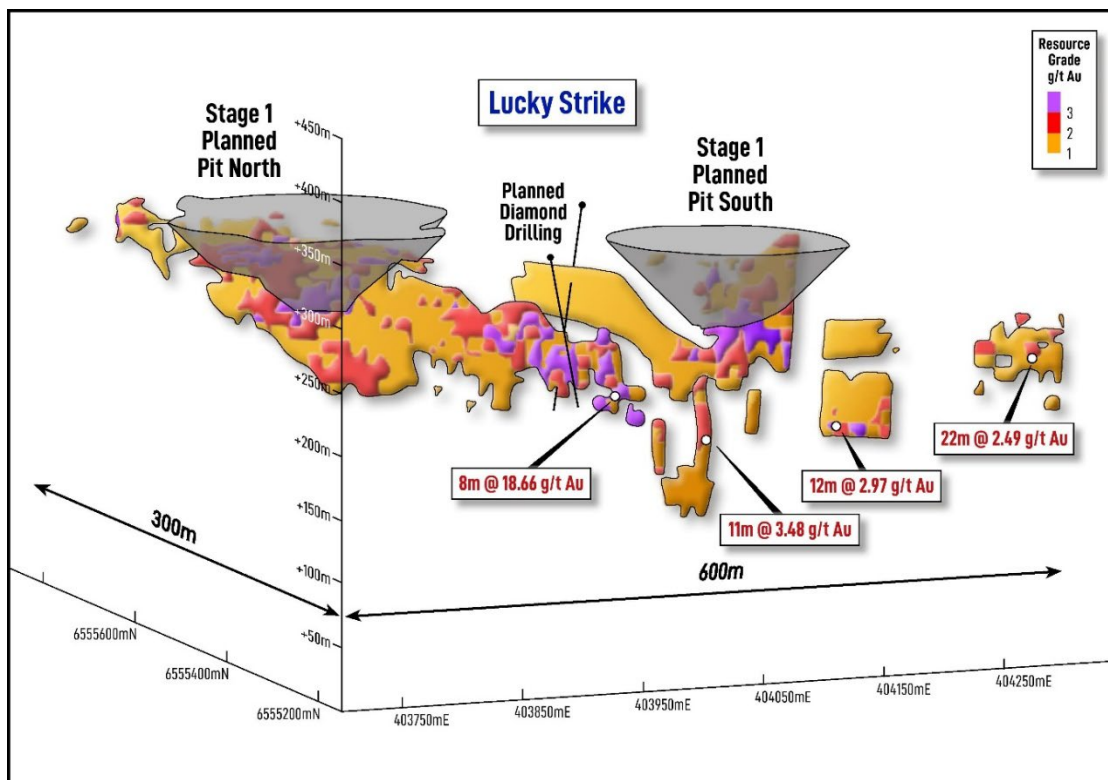 Resource
Grade
g/t Au
3
2
1
Lucky Strike
Stage 1
Planned
Pit North
Planned
Diamond
Drilling
Stage 1
Planned
Pit South
+450m
+400m
+350m
+300m
+250m
+200m
+150m
+100m
+50m
8m @ 18.66 g/t Au
11m @ 3.48 g/t Au
12m @ 2.97 g/t Au
22m @ 2.49 g/t Au
300m
600m
6555600mN
6555400mN
6555200mN
403750mE
403850mE
403950mE
404050mE
404150mE
404250mE